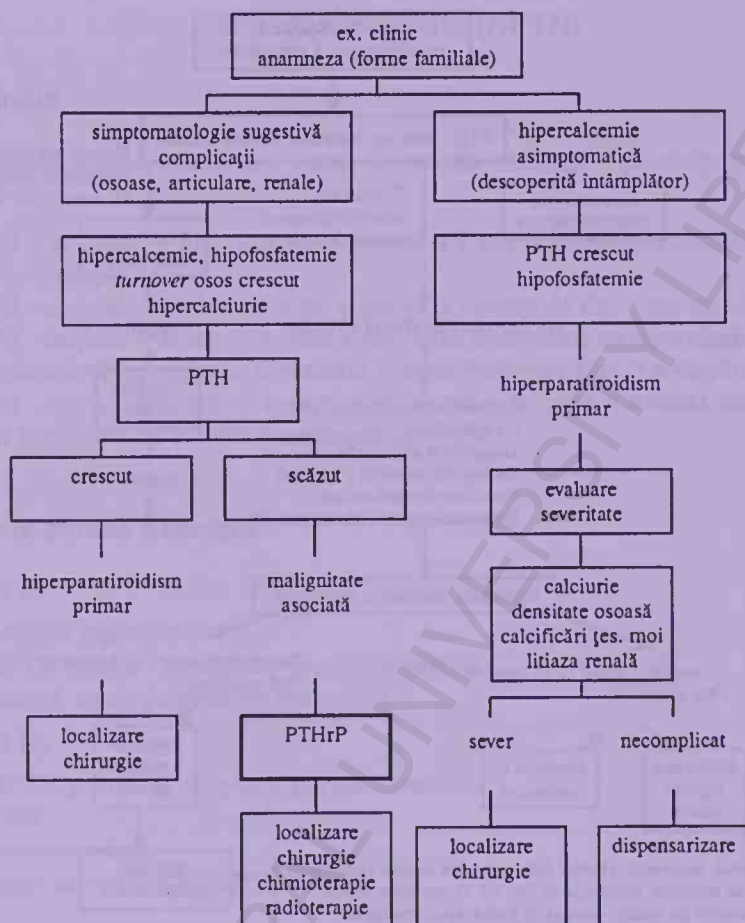 ex. clinic
anamneza (forme familiale)
simptomatologie sugestivă
complicaţii
(osoase, articulare, renale)
hipercalcemie
asimptomatică
(descoperită întâmplător)
hipercalcemie, hipofosfatemie
turnover osos crescut
hipercalciurie
PTH crescut
hipofosfatemie
PTH
hiperparatiroidism
primar
crescut
scăzut
evaluare
severitate
hiperparatiroidism
primar
malignitate
asociată
calciurie
densitate osoasă
calcificări ţes. moi
litiaza renală
localizare
chirurgie
PTHrP
sever
necomplicat
localizare
chirurgie
chimioterapie
radioterapie
localizare
chirurgie
dispensarizare
UNIVERSITY